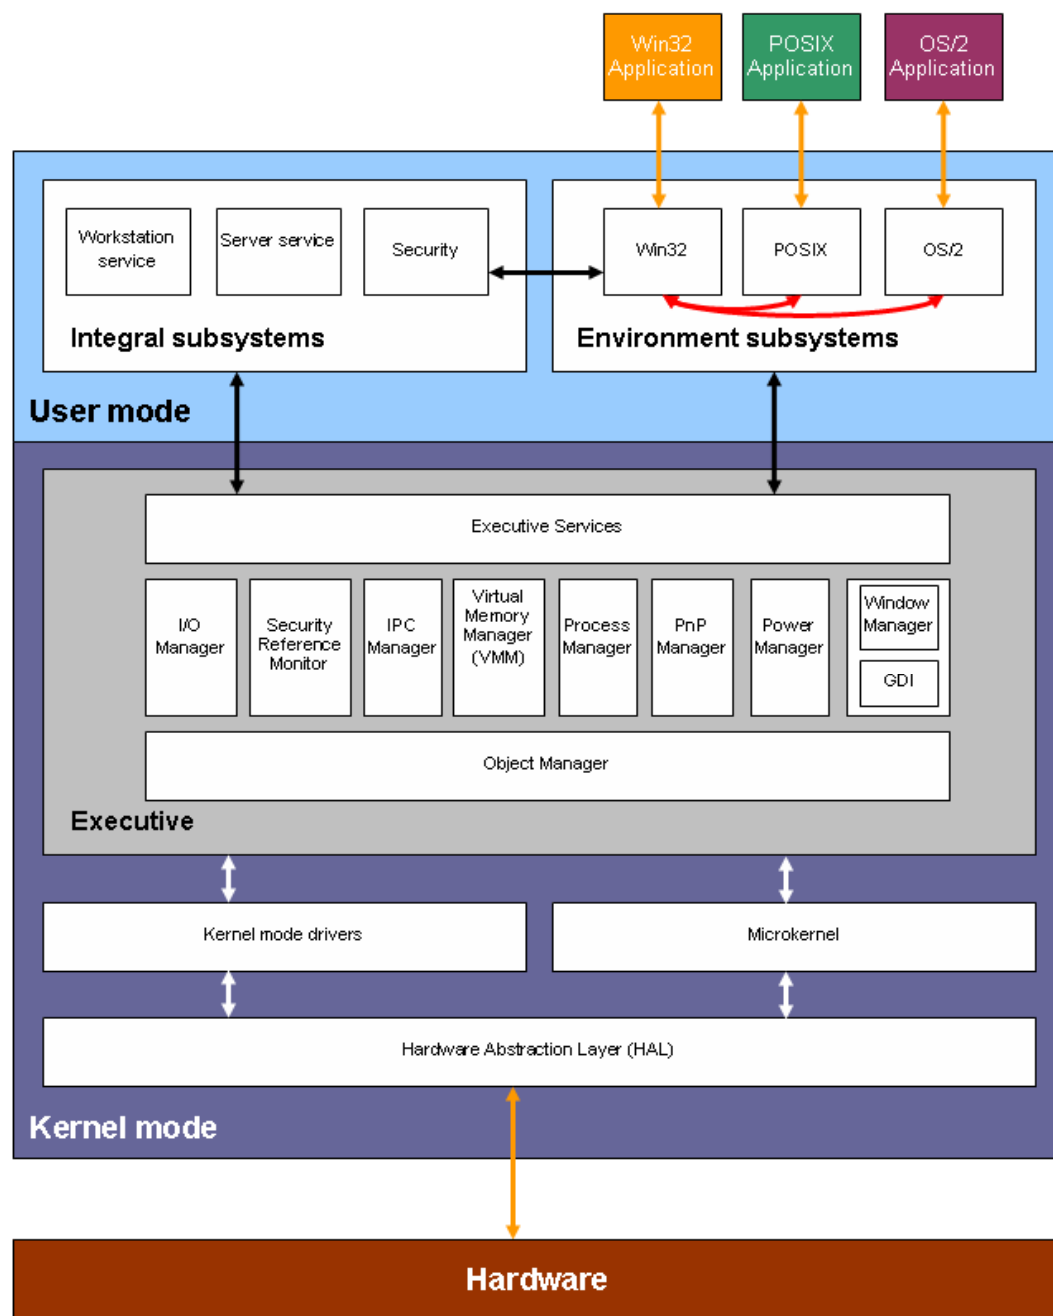 Win32
Application
POSIX
Application
OS/2
Application
Workstation
service
Server service
Security
Win32
POSIX
OS/2
Integral subsystems
Environment subsystems
User mode
Executive Services
I/O
Manager
Security
Reference
Monitor
IPC
Manager
Virtual
Memory
Manager
(VMM)
Process
Manager
PnP
Manager
Power
Manager
Window
Manager
GDI
Object Manager
Executive
Kernel mode drivers
Microkernel
Hardware Abstraction Layer (HAL)
Kernel mode
Hardware